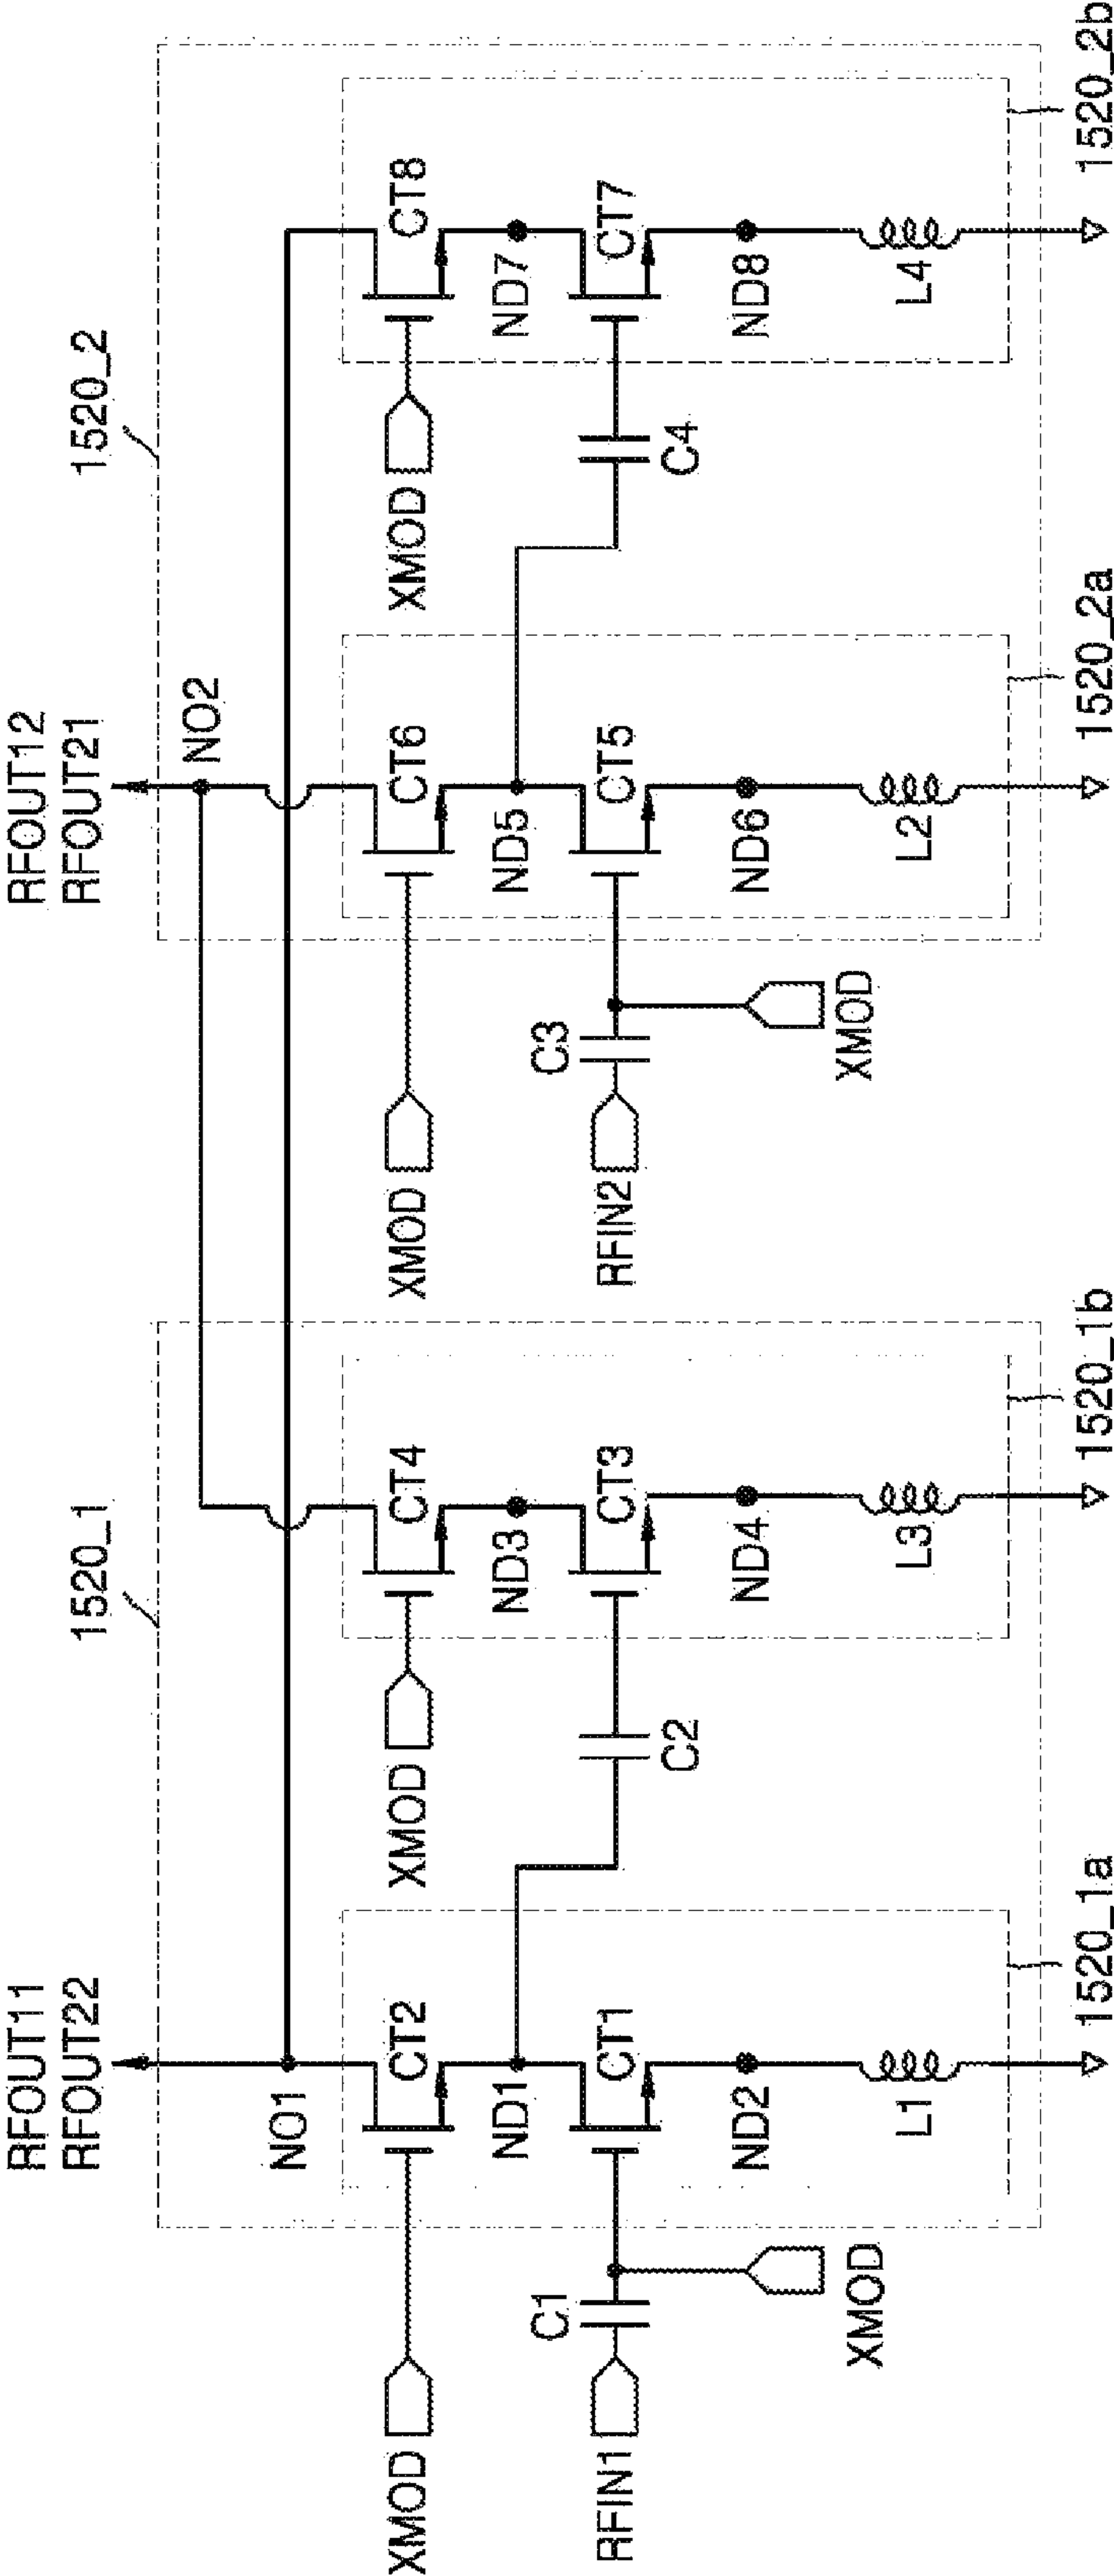 RFOUT11
RFOUT22
RFOUT12
RFOUT21
1520_1
1520_2
NO1
NO2
XMOD
CT2
XMOD
CT4
XMOD
CT6
XMOD
CT8
ND1
ND3
ND5
ND7
RFIN1
C1
CT1
C2
CT3
RFIN2
C3
CT5
C4
CT7
XMOD
ND2
ND4
XMOD
ND6
ND8
L1
L3
L2
L4
1520_1a
1520_1b
1520_2a
1520_2b